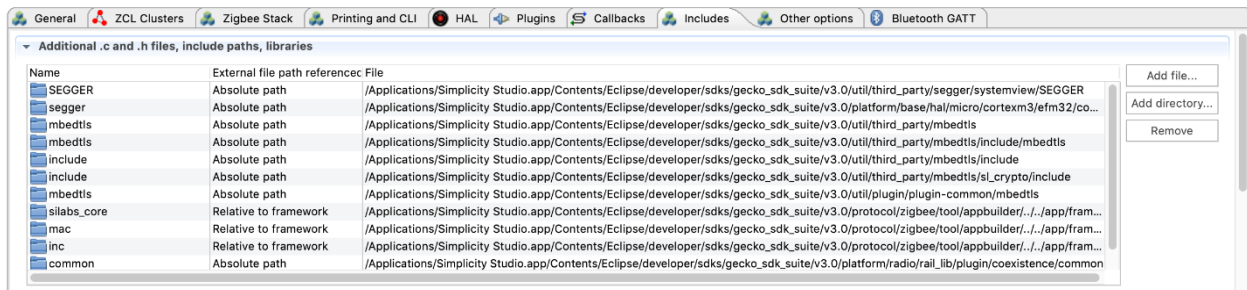 General ZCL Clusters Zigbee Stack Printing and CLI HAL Plugins Callbacks Includes Other options Bluetooth GATT
Additional .c and .h files, include paths, libraries
Name External file path referenced File
SEGGER Absolute path /Applications/Simplicity Studio.app/Contents/Eclipse/developer/sdks/gecko_sdk_suite/v3.0/util/third_party/segger/systemview/SEGGER
segger Absolute path /Applications/Simplicity Studio.app/Contents/Eclipse/developer/sdks/gecko_sdk_suite/v3.0/platform/base/hal/micro/cortexm3/efm32/co...
mbedtls Absolute path /Applications/Simplicity Studio.app/Contents/Eclipse/developer/sdks/gecko_sdk_suite/v3.0/util/third_party/mbedtls
mbedtls Absolute path /Applications/Simplicity Studio.app/Contents/Eclipse/developer/sdks/gecko_sdk_suite/v3.0/util/third_party/mbedtls/include/mbedtls
include Absolute path /Applications/Simplicity Studio.app/Contents/Eclipse/developer/sdks/gecko_sdk_suite/v3.0/util/third_party/mbedtls/include
include Absolute path /Applications/Simplicity Studio.app/Contents/Eclipse/developer/sdks/gecko_sdk_suite/v3.0/util/third_party/mbedtls/sl_crypto/include
mbedtls Absolute path /Applications/Simplicity Studio.app/Contents/Eclipse/developer/sdks/gecko_sdk_suite/v3.0/util/plugin/plugin-common/mbedtls
silabs_core Relative to framework /Applications/Simplicity Studio.app/Contents/Eclipse/developer/sdks/gecko_sdk_suite/v3.0/protocol/zigbee/tool/appbuilder/../../app/fram...
mac Relative to framework /Applications/Simplicity Studio.app/Contents/Eclipse/developer/sdks/gecko_sdk_suite/v3.0/protocol/zigbee/tool/appbuilder/../../app/fram...
inc Relative to framework /Applications/Simplicity Studio.app/Contents/Eclipse/developer/sdks/gecko_sdk_suite/v3.0/protocol/zigbee/tool/appbuilder/../../app/fram...
common Absolute path /Applications/Simplicity Studio.app/Contents/Eclipse/developer/sdks/gecko_sdk_suite/v3.0/platform/radio/rail_lib/plugin/coexistence/common
Add file...
Add directory...
Remove